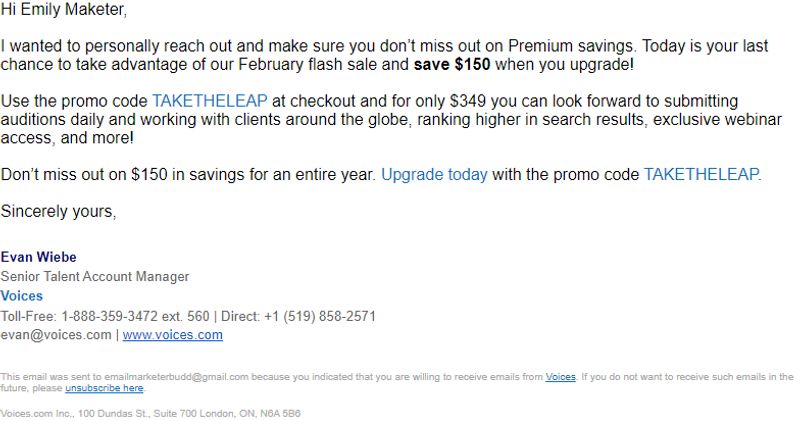 Hi Emily Maketer,
I wanted to personally reach out and make sure you don’t miss out on Premium savings. Today is your last
chance to take advantage of our February flash sale and save $150 when you upgrade!
Use the promo code TAKETHELEAP at checkout and for only $349 you can look forward to submitting
auditions daily and working with clients around the globe, ranking higher in search results, exclusive webinar
access, and more!
Don’t miss out on $150 in savings for an entire year. Upgrade today with the promo code TAKETHELEAP.
Sincerely yours,
Evan Wiebe
Senior Talent Account Manager
Voices
Toll-Free: 1-888-359-3472 ext. 560 | Direct: +1 (519) 858-2571
evan@voices.com | www.voices.com
This email was sent to emailmarketerbudd@gmail.com because you indicated that you are willing to receive emails from Voices. If you do not want to receive such emails in the
future, please unsubscribe here.
Voices.com Inc., 100 Dundas St., Suite 700 London, ON, N6A 5B6